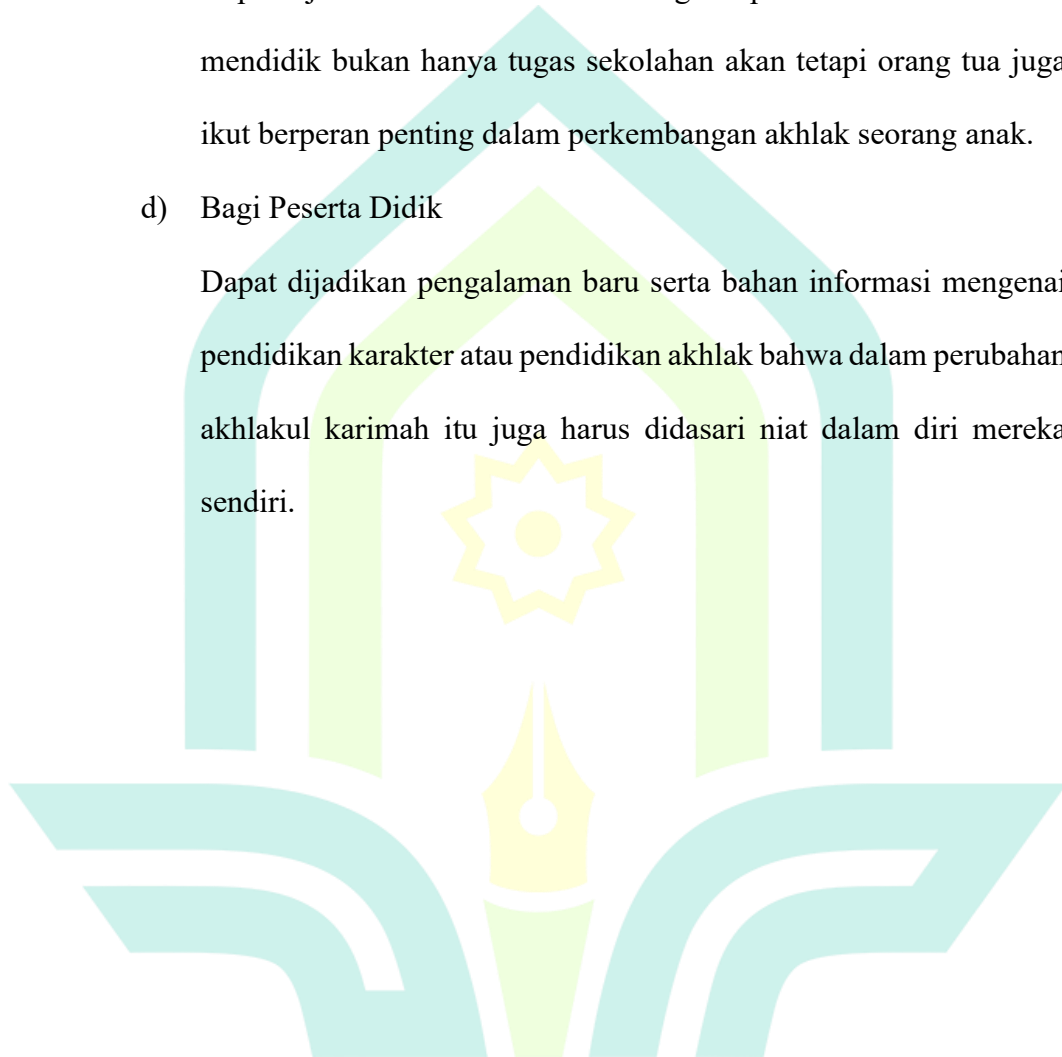 mendidik bukan hanya tugas sekolahan akan tetapi orang tua juga
ikut berperan penting dalam perkembangan akhlak seorang anak.
d) Bagi Peserta Didik
Dapat dijadikan pengalaman baru serta bahan informasi mengenai
pendidikan karakter atau pendidikan akhlak bahwa dalam perubahan
akhlakul karimah itu juga harus didasari niat dalam diri mereka
sendiri.